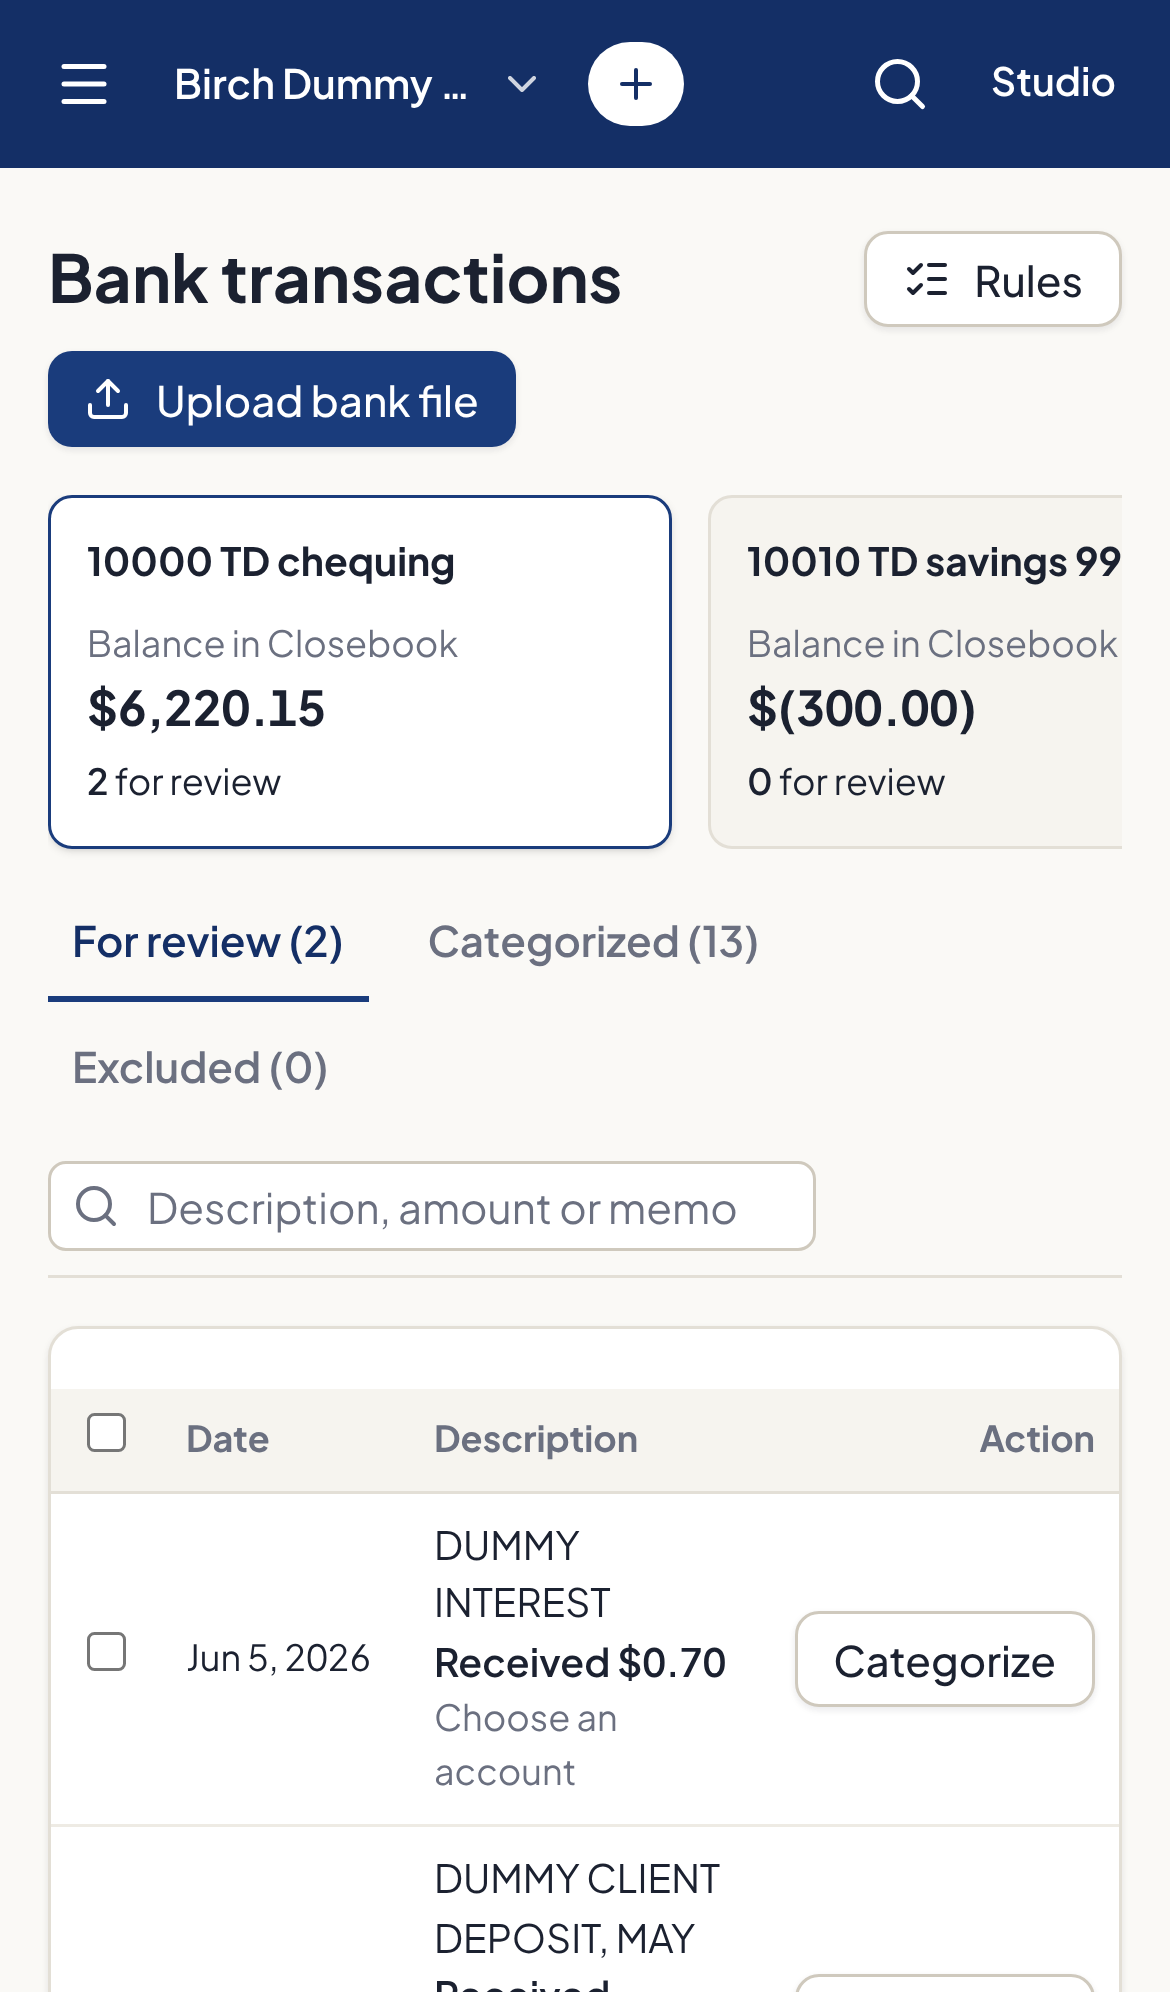 Birch Dummy ...
Studio
Bank transactions
Rules
Upload bank file
10000 TD chequing
Balance in Closebook
$6,220.15
2 for review
10010 TD savings 99
Balance in Closebook
$(300.00)
0 for review
For review (2)
Categorized (13)
Excluded (0)
Description, amount or memo
Date
Description
Action
Jun 5, 2026
DUMMY
INTEREST
Received $0.70
Choose an
account
Categorize
DUMMY CLIENT
DEPOSIT, MAY
Received